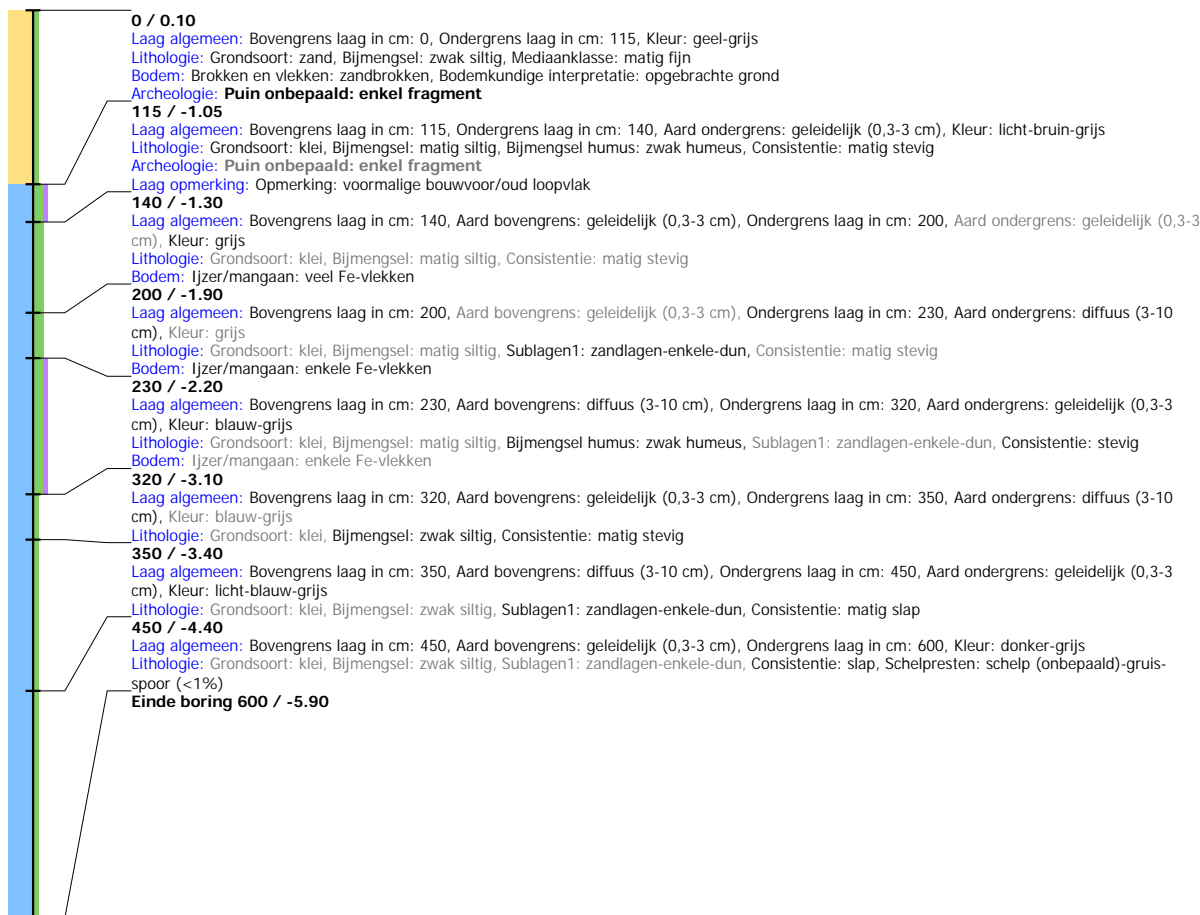 0 / 0.10
Laag algemeen: Bovengrens laag in cm: 0, Ondergrens laag in cm: 115, Kleur: geel-grijs
Lithologie: Grondsoort: zand, Bijmengsel: zwak siltig, Mediaanklasse: matig fijn
Bodem: Brokken en vlekken: zandbrokken, Bodemkundige interpretatie: opgebrachte grond
Archeologie: Puin onbepaald: enkel fragment
115 / -1.05
Laag algemeen: Bovengrens laag in cm: 115, Ondergrens laag in cm: 140, Aard ondergrens: geleidelijk (0,3-3 cm), Kleur: licht-bruin-grijs
Lithologie: Grondsoort: klei, Bijmengsel: matig siltig, Bijmengsel humus: zwak humeus, Consistentie: matig stevig
Archeologie: Puin onbepaald: enkel fragment
Laag opmerking: Opmerking: voormalige bouwvoor/oud loopvlak
140 / -1.30
Laag algemeen: Bovengrens laag in cm: 140, Aard bovengrens: geleidelijk (0,3-3 cm), Ondergrens laag in cm: 200, Aard ondergrens: geleidelijk (0,3-3
cm), Kleur: grijs
Lithologie: Grondsoort: klei, Bijmengsel: matig siltig, Consistentie: matig stevig
Bodem: Ijzer/mangaan: veel Fe-vlekken
200 / -1.90
Laag algemeen: Bovengrens laag in cm: 200, Aard bovengrens: geleidelijk (0,3-3 cm), Ondergrens laag in cm: 230, Aard ondergrens: diffuus (3-10
cm), Kleur: grijs
Lithologie: Grondsoort: klei, Bijmengsel: matig siltig, Sublagen1: zandlagen-enkele-dun, Consistentie: matig stevig
Bodem: Ijzer/mangaan: enkele Fe-vlekken
230 / -2.20
Laag algemeen: Bovengrens laag in cm: 230, Aard bovengrens: diffuus (3-10 cm), Ondergrens laag in cm: 320, Aard ondergrens: geleidelijk (0,3-3
cm), Kleur: blauw-grijs
Lithologie: Grondsoort: klei, Bijmengsel: matig siltig, Bijmengsel humus: zwak humeus, Sublagen1: zandlagen-enkele-dun, Consistentie: stevig
Bodem: Ijzer/mangaan: enkele Fe-vlekken
320 / -3.10
Laag algemeen: Bovengrens laag in cm: 320, Aard bovengrens: geleidelijk (0,3-3 cm), Ondergrens laag in cm: 350, Aard ondergrens: diffuus (3-10
cm), Kleur: blauw-grijs
Lithologie: Grondsoort: klei, Bijmengsel: zwak siltig, Consistentie: matig stevig
350 / -3.40
Laag algemeen: Bovengrens laag in cm: 350, Aard bovengrens: diffuus (3-10 cm), Ondergrens laag in cm: 450, Aard ondergrens: geleidelijk (0,3-3
cm), Kleur: licht-blauw-grijs
Lithologie: Grondsoort: klei, Bijmengsel: zwak siltig, Sublagen1: zandlagen-enkele-dun, Consistentie: matig slap
450 / -4.40
Laag algemeen: Bovengrens laag in cm: 450, Aard bovengrens: geleidelijk (0,3-3 cm), Ondergrens laag in cm: 600, Kleur: donker-grijs
Lithologie: Grondsoort: klei, Bijmengsel: zwak siltig, Sublagen1: zandlagen-enkele-dun, Consistentie: slap, Schelpresten: schelp (onbepaald)-gruis-
spoor (<1%)
Einde boring 600 / -5.90